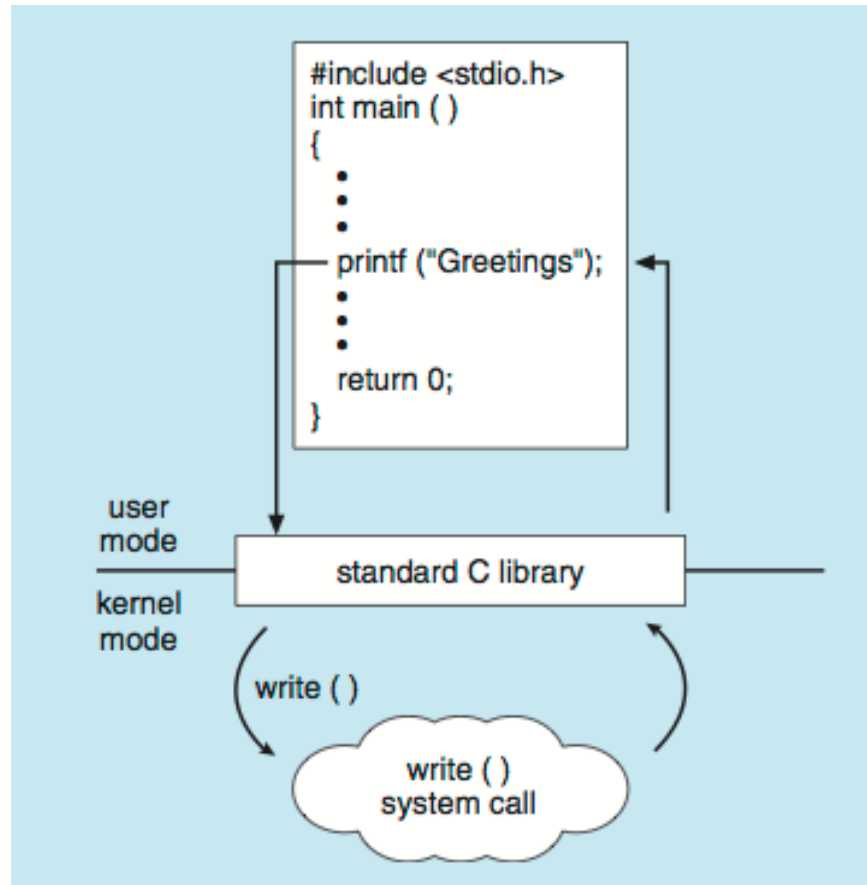 #include <stdio.h>
int main ( )
{
•
•
•
printf ("Greetings");
•
•
•
return 0;
}
user
mode
standard C library
kernel
mode
write ( )
write ( )
system call